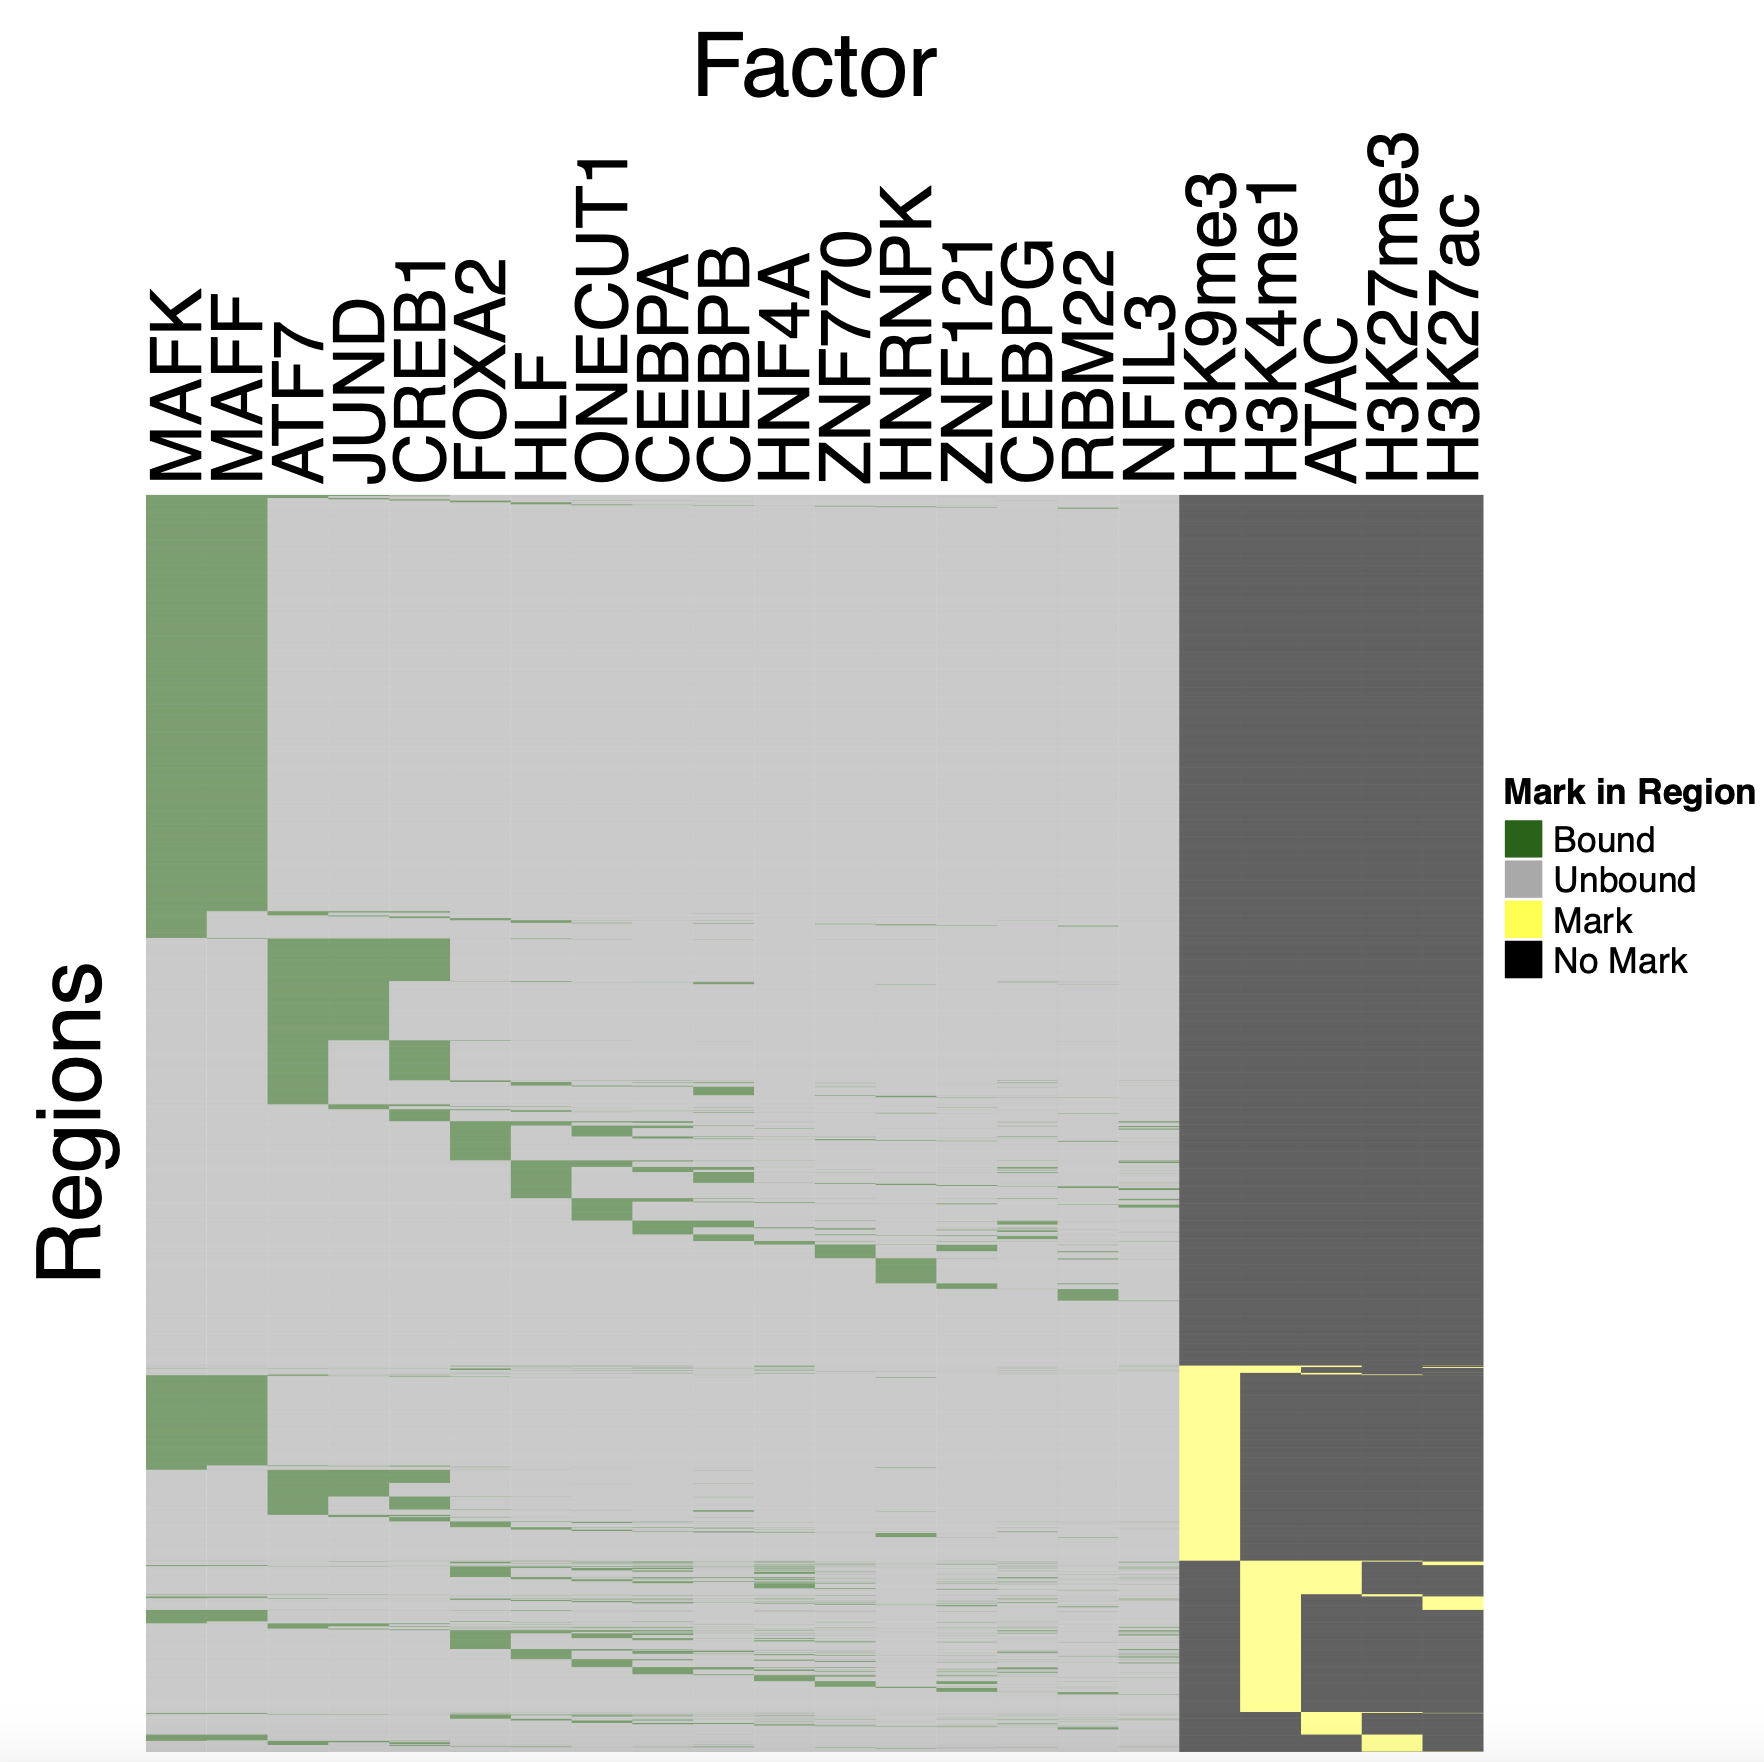 Factor
MAFK
MAFF
ATF7
JUND
CREB1
FOXA2
HLF
ONECUT1
CEBPA
CEBPB
HNF4A
ZNF770
HNRNPK
ZNF121
CEBPG
RBM22
NFIL3
H3K9me3
H3K4me1
ATAC
H3K27me3
H3K27ac
Regions
Mark in Region
Bound
Unbound
Mark
No Mark